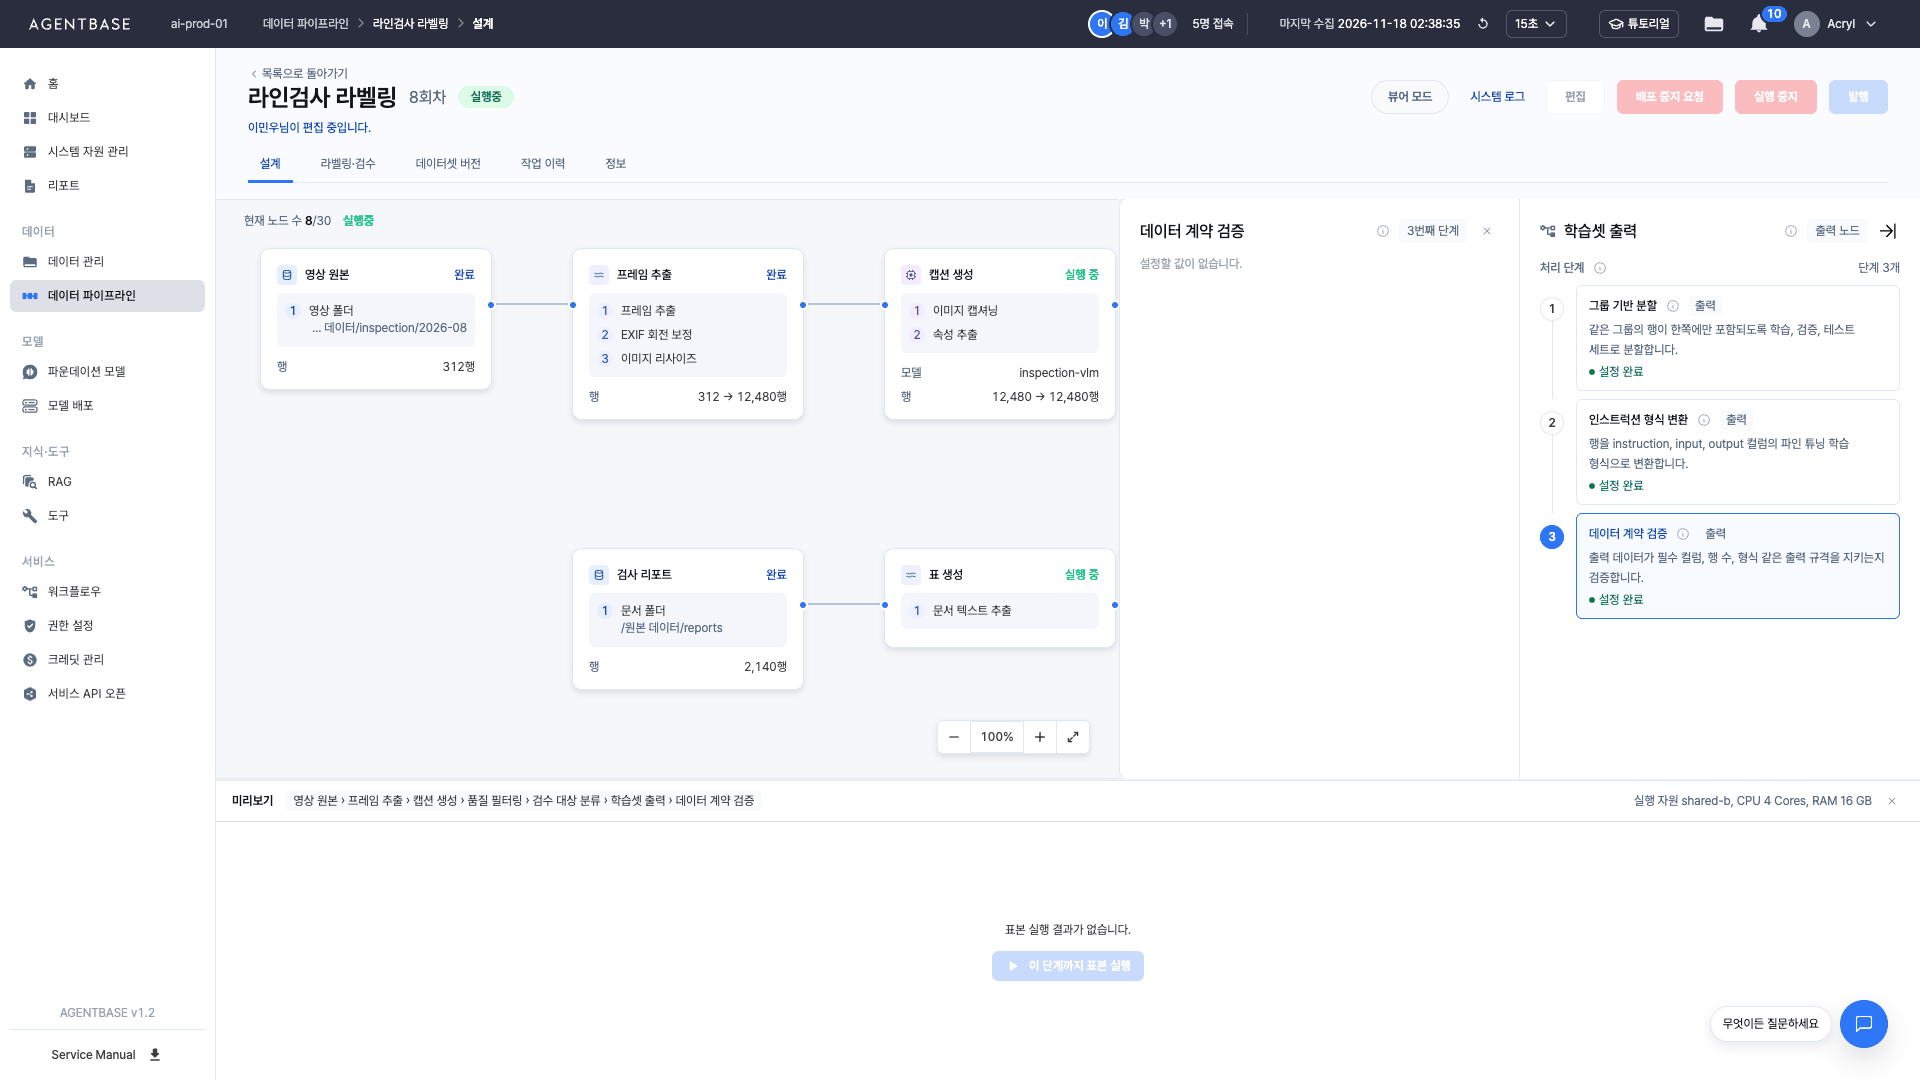 AGENTBASE
ai-prod-01
데이터 파이프라인 > 라인검사 라벨링 > 설계
이 김 박 +1 5명 접속
마지막 수집 2026-11-18 02:38:35
15초
튜토리얼
10
A Acryl
홈
대시보드
시스템 자원 관리
리포트
데이터
데이터 관리
데이터 파이프라인
모델
파운데이션 모델
모델 배포
지식·도구
RAG
도구
서비스
워크플로우
권한 설정
크레딧 관리
서비스 API 오픈
AGENTBASE v1.2
Service Manual
목록으로 돌아가기
라인검사 라벨링 8회차 실행중
이민우님이 편집 중입니다.
뷰어 모드
시스템 로그
편집
배포 중지 요청
실행 중지
발행
설계
라벨링·검수
데이터셋 버전
작업 이력
정보
현재 노드 수 8/30 실행중
영상 원본 완료
1 영상 폴더
... 데이터/inspection/2026-08
행 312행
프레임 추출 완료
1 프레임 추출
2 EXIF 회전 보정
3 이미지 리사이즈
행 312 → 12,480행
캡션 생성 실행 중
1 이미지 캡셔닝
2 속성 추출
모델 inspection-vlm
행 12,480 → 12,480행
검사 리포트 완료
1 문서 폴더
/원본 데이터/reports
행 2,140행
표 생성 실행 중
1 문서 텍스트 추출
100%
데이터 계약 검증 3번째 단계
설정할 값이 없습니다.
학습셋 출력 출력 노드
처리 단계 단계 3개
1 그룹 기반 분할 출력
같은 그룹의 행이 한쪽에만 포함되도록 학습, 검증, 테스트
세트로 분할합니다.
설정 완료
2 인스트럭션 형식 변환 출력
행을 instruction, input, output 컬럼의 파인 튜닝 학습
형식으로 변환합니다.
설정 완료
3 데이터 계약 검증 출력
출력 데이터가 필수 컬럼, 행 수, 형식 같은 출력 규격을 지키는지
검증합니다.
설정 완료
미리보기 영상 원본 › 프레임 추출 › 캡션 생성 › 품질 필터링 › 검수 대상 분류 › 학습셋 출력 › 데이터 계약 검증
실행 자원 shared-b, CPU 4 Cores, RAM 16 GB
표본 실행 결과가 없습니다.
이 단계까지 표본 실행
무엇이든 질문하세요